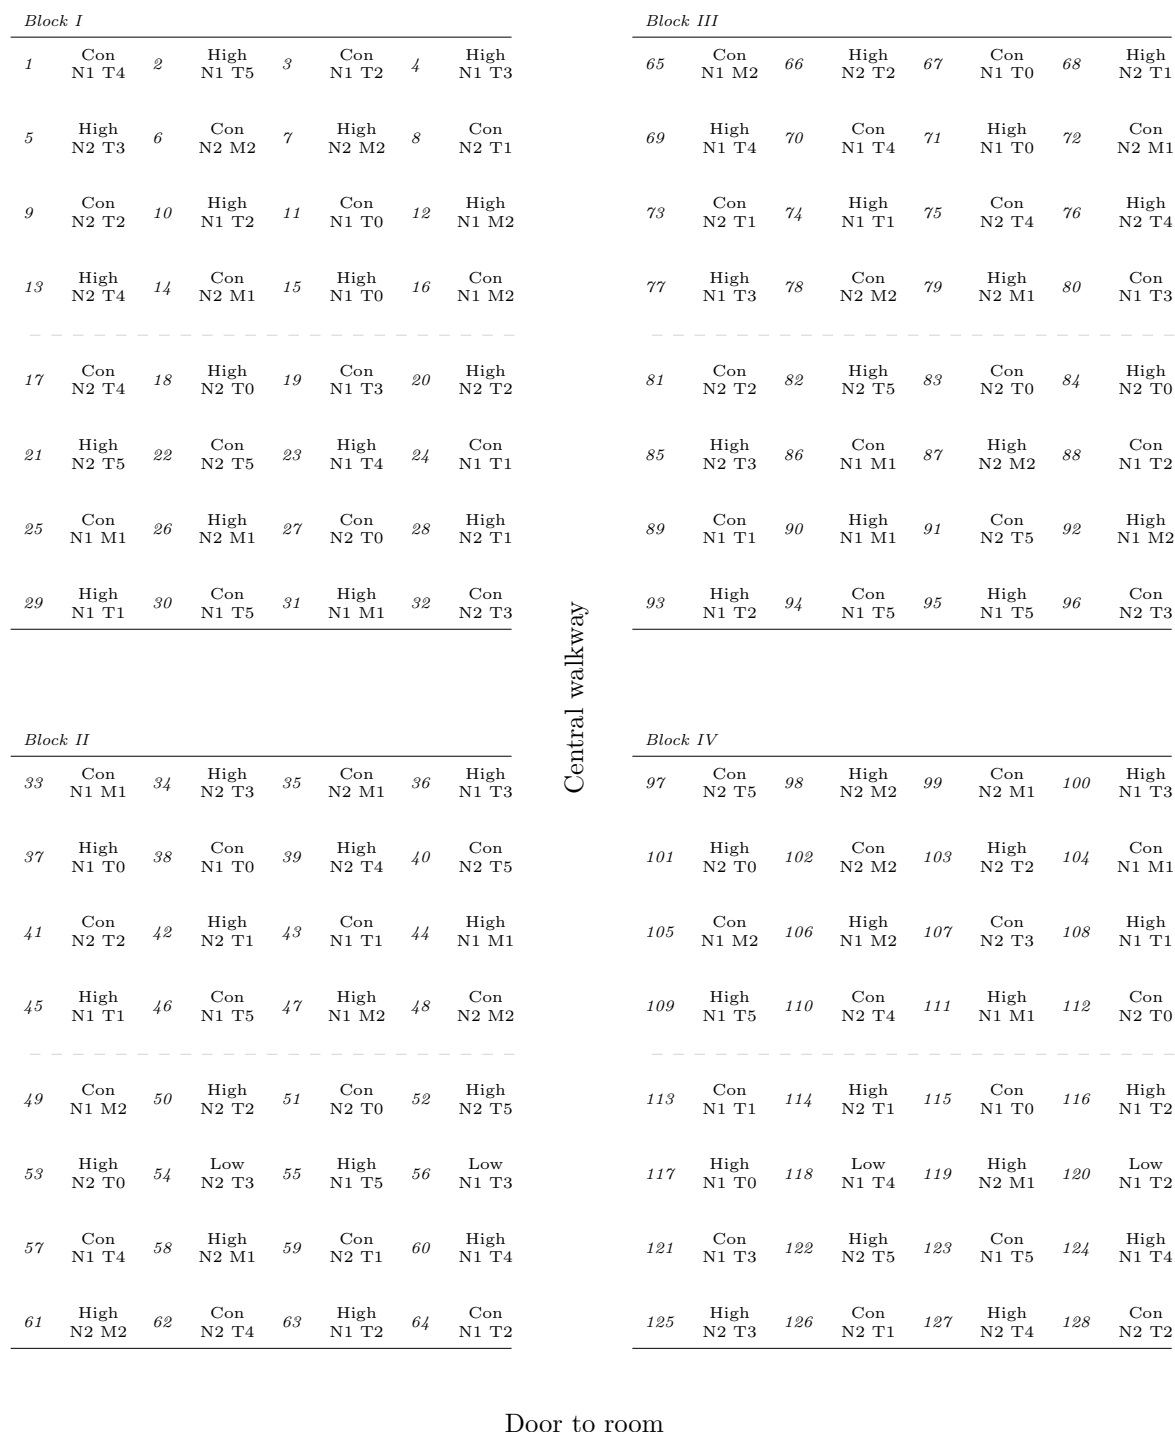 Block I
1 Con 2 High 3 Con 4 High
N1 T4 N1 T5 N1 T2 N1 T3
5 High 6 Con 7 High 8 Con
N2 T3 N2 M2 N2 M2 N2 T1
9 Con 10 High 11 Con 12 High
N2 T2 N1 T2 N1 T0 N1 M2
13 High 14 Con 15 High 16 Con
N2 T4 N2 M1 N1 T0 N1 M2
17 Con 18 High 19 Con 20 High
N2 T4 N2 T0 N1 T3 N2 T2
21 High 22 Con 23 High 24 Con
N2 T5 N2 T5 N1 T4 N1 T1
25 Con 26 High 27 Con 28 High
N1 M1 N2 M1 N2 T0 N2 T1
29 High 30 Con 31 High 32 Con
N1 T1 N1 T5 N1 M1 N2 T3
Block II
33 Con 34 High 35 Con 36 High
N1 M1 N2 T3 N2 M1 N1 T3
37 High 38 Con 39 High 40 Con
N1 T0 N1 T0 N2 T4 N2 T5
41 Con 42 High 43 Con 44 High
N2 T2 N2 T1 N1 T1 N1 M1
45 High 46 Con 47 High 48 Con
N1 T1 N1 T5 N1 M2 N2 M2
49 Con 50 High 51 Con 52 High
N1 M2 N2 T2 N2 T0 N2 T5
53 High 54 Low 55 High 56 Low
N2 T0 N2 T3 N1 T5 N1 T3
57 Con 58 High 59 Con 60 High
N1 T4 N2 M1 N2 T1 N1 T4
61 High 62 Con 63 High 64 Con
N2 M2 N2 T4 N1 T2 N1 T2
Central walkway
Block III
65 Con 66 High 67 Con 68 High
N1 M2 N2 T2 N1 T0 N2 T1
69 High 70 Con 71 High 72 Con
N1 T4 N1 T4 N1 T0 N2 M1
73 Con 74 High 75 Con 76 High
N2 T1 N1 T1 N2 T4 N2 T4
77 High 78 Con 79 High 80 Con
N1 T3 N2 M2 N2 M1 N1 T3
81 Con 82 High 83 Con 84 High
N2 T2 N2 T5 N2 T0 N2 T0
85 High 86 Con 87 High 88 Con
N2 T3 N1 M1 N2 M2 N1 T2
89 Con 90 High 91 Con 92 High
N1 T1 N1 M1 N2 T5 N1 M2
93 High 94 Con 95 High 96 Con
N1 T2 N1 T5 N1 T5 N2 T3
Block IV
97 Con 98 High 99 Con 100 High
N2 T5 N2 M2 N2 M1 N1 T3
101 High 102 Con 103 High 104 Con
N2 T0 N2 M2 N2 T2 N1 M1
105 Con 106 High 107 Con 108 High
N1 M2 N1 M2 N2 T3 N1 T1
109 High 110 Con 111 High 112 Con
N1 T5 N2 T4 N1 M1 N2 T0
113 Con 114 High 115 Con 116 High
N1 T1 N2 T1 N1 T0 N1 T2
117 High 118 Low 119 High 120 Low
N1 T0 N1 T4 N2 M1 N1 T2
121 Con 122 High 123 Con 124 High
N1 T3 N2 T5 N1 T5 N1 T4
125 High 126 Con 127 High 128 Con
N2 T3 N2 T1 N2 T4 N2 T2
Door to room